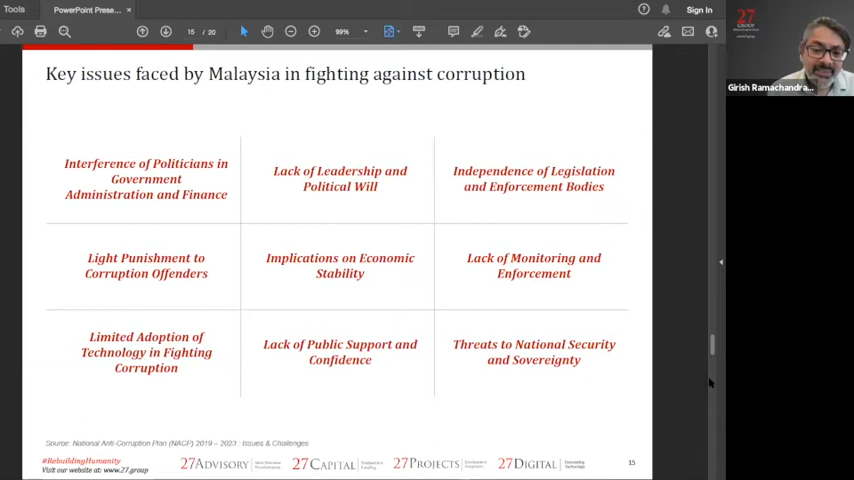 Tools
PowerPoint Prese...
×
Sign In
15 / 20
99%
27
GROUP
Girish Ramachandra...
Key issues faced by Malaysia in fighting against corruption
Interference of Politicians in
Government
Administration and Finance
Lack of Leadership and
Political Will
Independence of Legislation
and Enforcement Bodies
Light Punishment to
Corruption Offenders
Implications on Economic
Stability
Lack of Monitoring and
Enforcement
Limited Adoption of
Technology in Fighting
Corruption
Lack of Public Support and
Confidence
Threats to National Security
and Sovereignty
Source: National Anti-Corruption Plan (NACP) 2019 – 2023 : Issues & Challenges
#RebuildingHumanity
Visit our website at: www.27.group
27ADVISORY
27CAPITAL
27PROJECTS
27DIGITAL
15